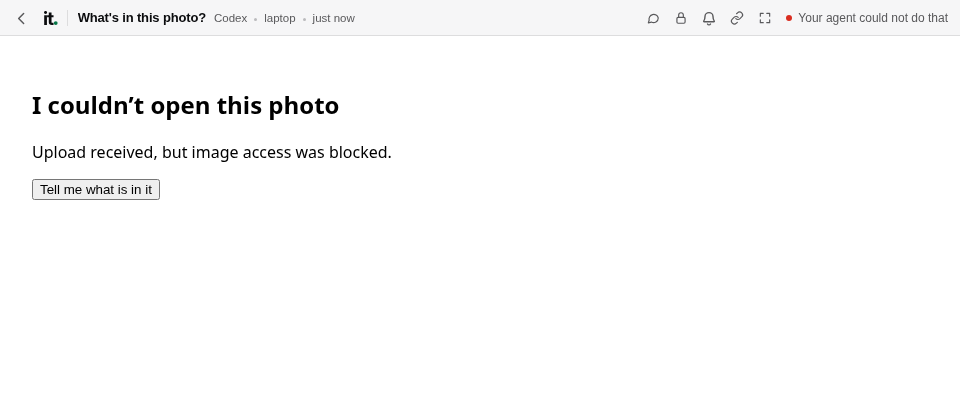 it.
What's in this photo? Codex • laptop • just now
Your agent could not do that
I couldn’t open this photo
Upload received, but image access was blocked.
Tell me what is in it